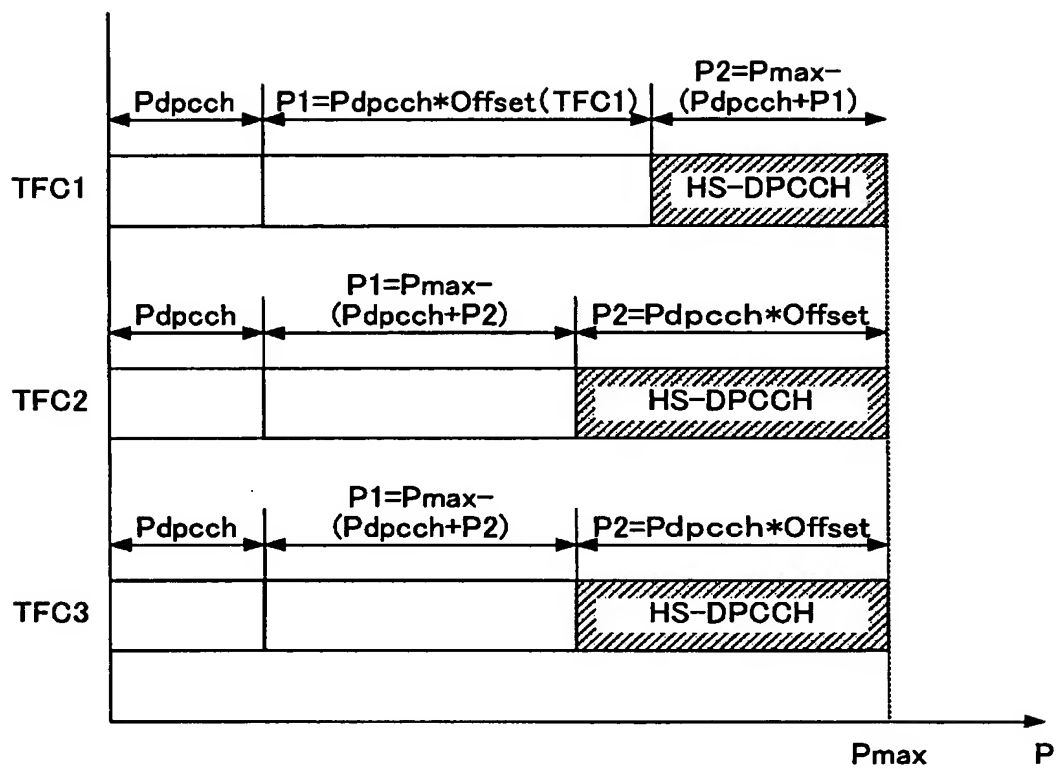 P2=Pmax-
Pdpcch P1=Pdpcch*Offset(TFC1) (Pdpcch+P1)
TFC1 HS-DPCCH
P1=Pmax-
Pdpcch (Pdpcch+P2) P2=Pdpcch*Offset
TFC2 HS-DPCCH
P1=Pmax-
Pdpcch (Pdpcch+P2) P2=Pdpcch*Offset
TFC3 HS-DPCCH
Pmax P